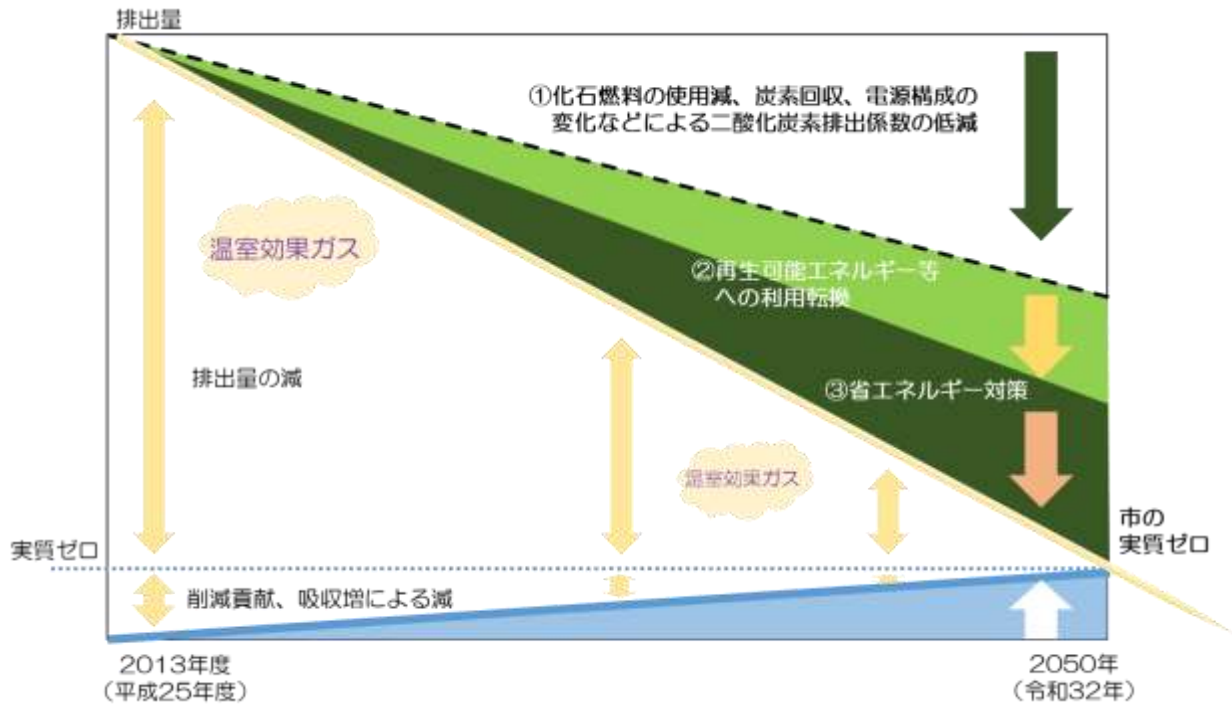 排出量
①化石燃料の使用減、炭素回収、電源構成の
変化などによる二酸化炭素排出係数の低減
温室効果ガス
②再生可能エネルギー等
への利用転換
排出量の減
③省エネルギー対策
温室効果ガス
市の
実質ゼロ
実質ゼロ
削減貢献、吸収増による減
2013年度
（平成25年度）
2050年
（令和32年）